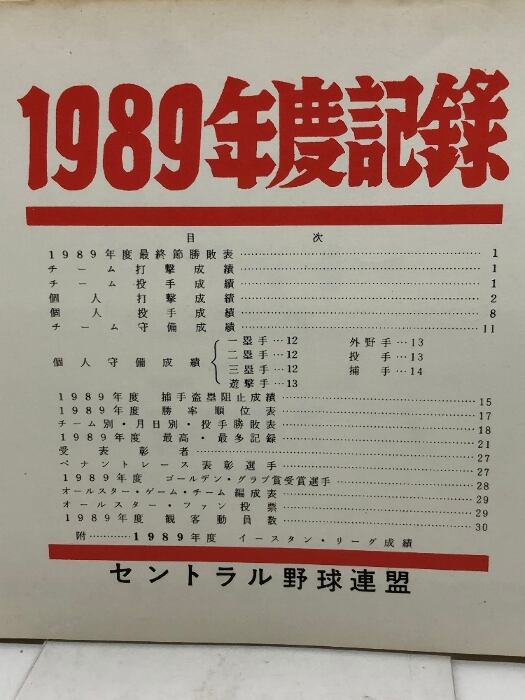 1989年度記録
目次
1989年度最終節勝敗表…………1
チーム打撃成績…………1
チーム投手成績…………1
個人打撃成績…………2
個人投手成績…………8
チーム守備成績…………11
個人守備成績
一塁手…12 外野手…13
二塁手…12 投手…13
三塁手…12 捕手…14
遊撃手…13
1989年度 捕手盗塁阻止成績…………15
1989年度 勝率順位表…………17
チーム別・月日別・投手勝敗表…………18
1989年度 最高・最多記録…………21
受表彰者…………27
ペナントレース表彰選手…………27
1989年度 ゴールデン・グラブ賞受賞選手…………28
オールスター・ゲーム・チーム編成表…………29
オールスター・ファン投票…………29
1989年度 観客動員数…………30
附…………1989年度 イースタン・リーグ成績
セントラル野球連盟